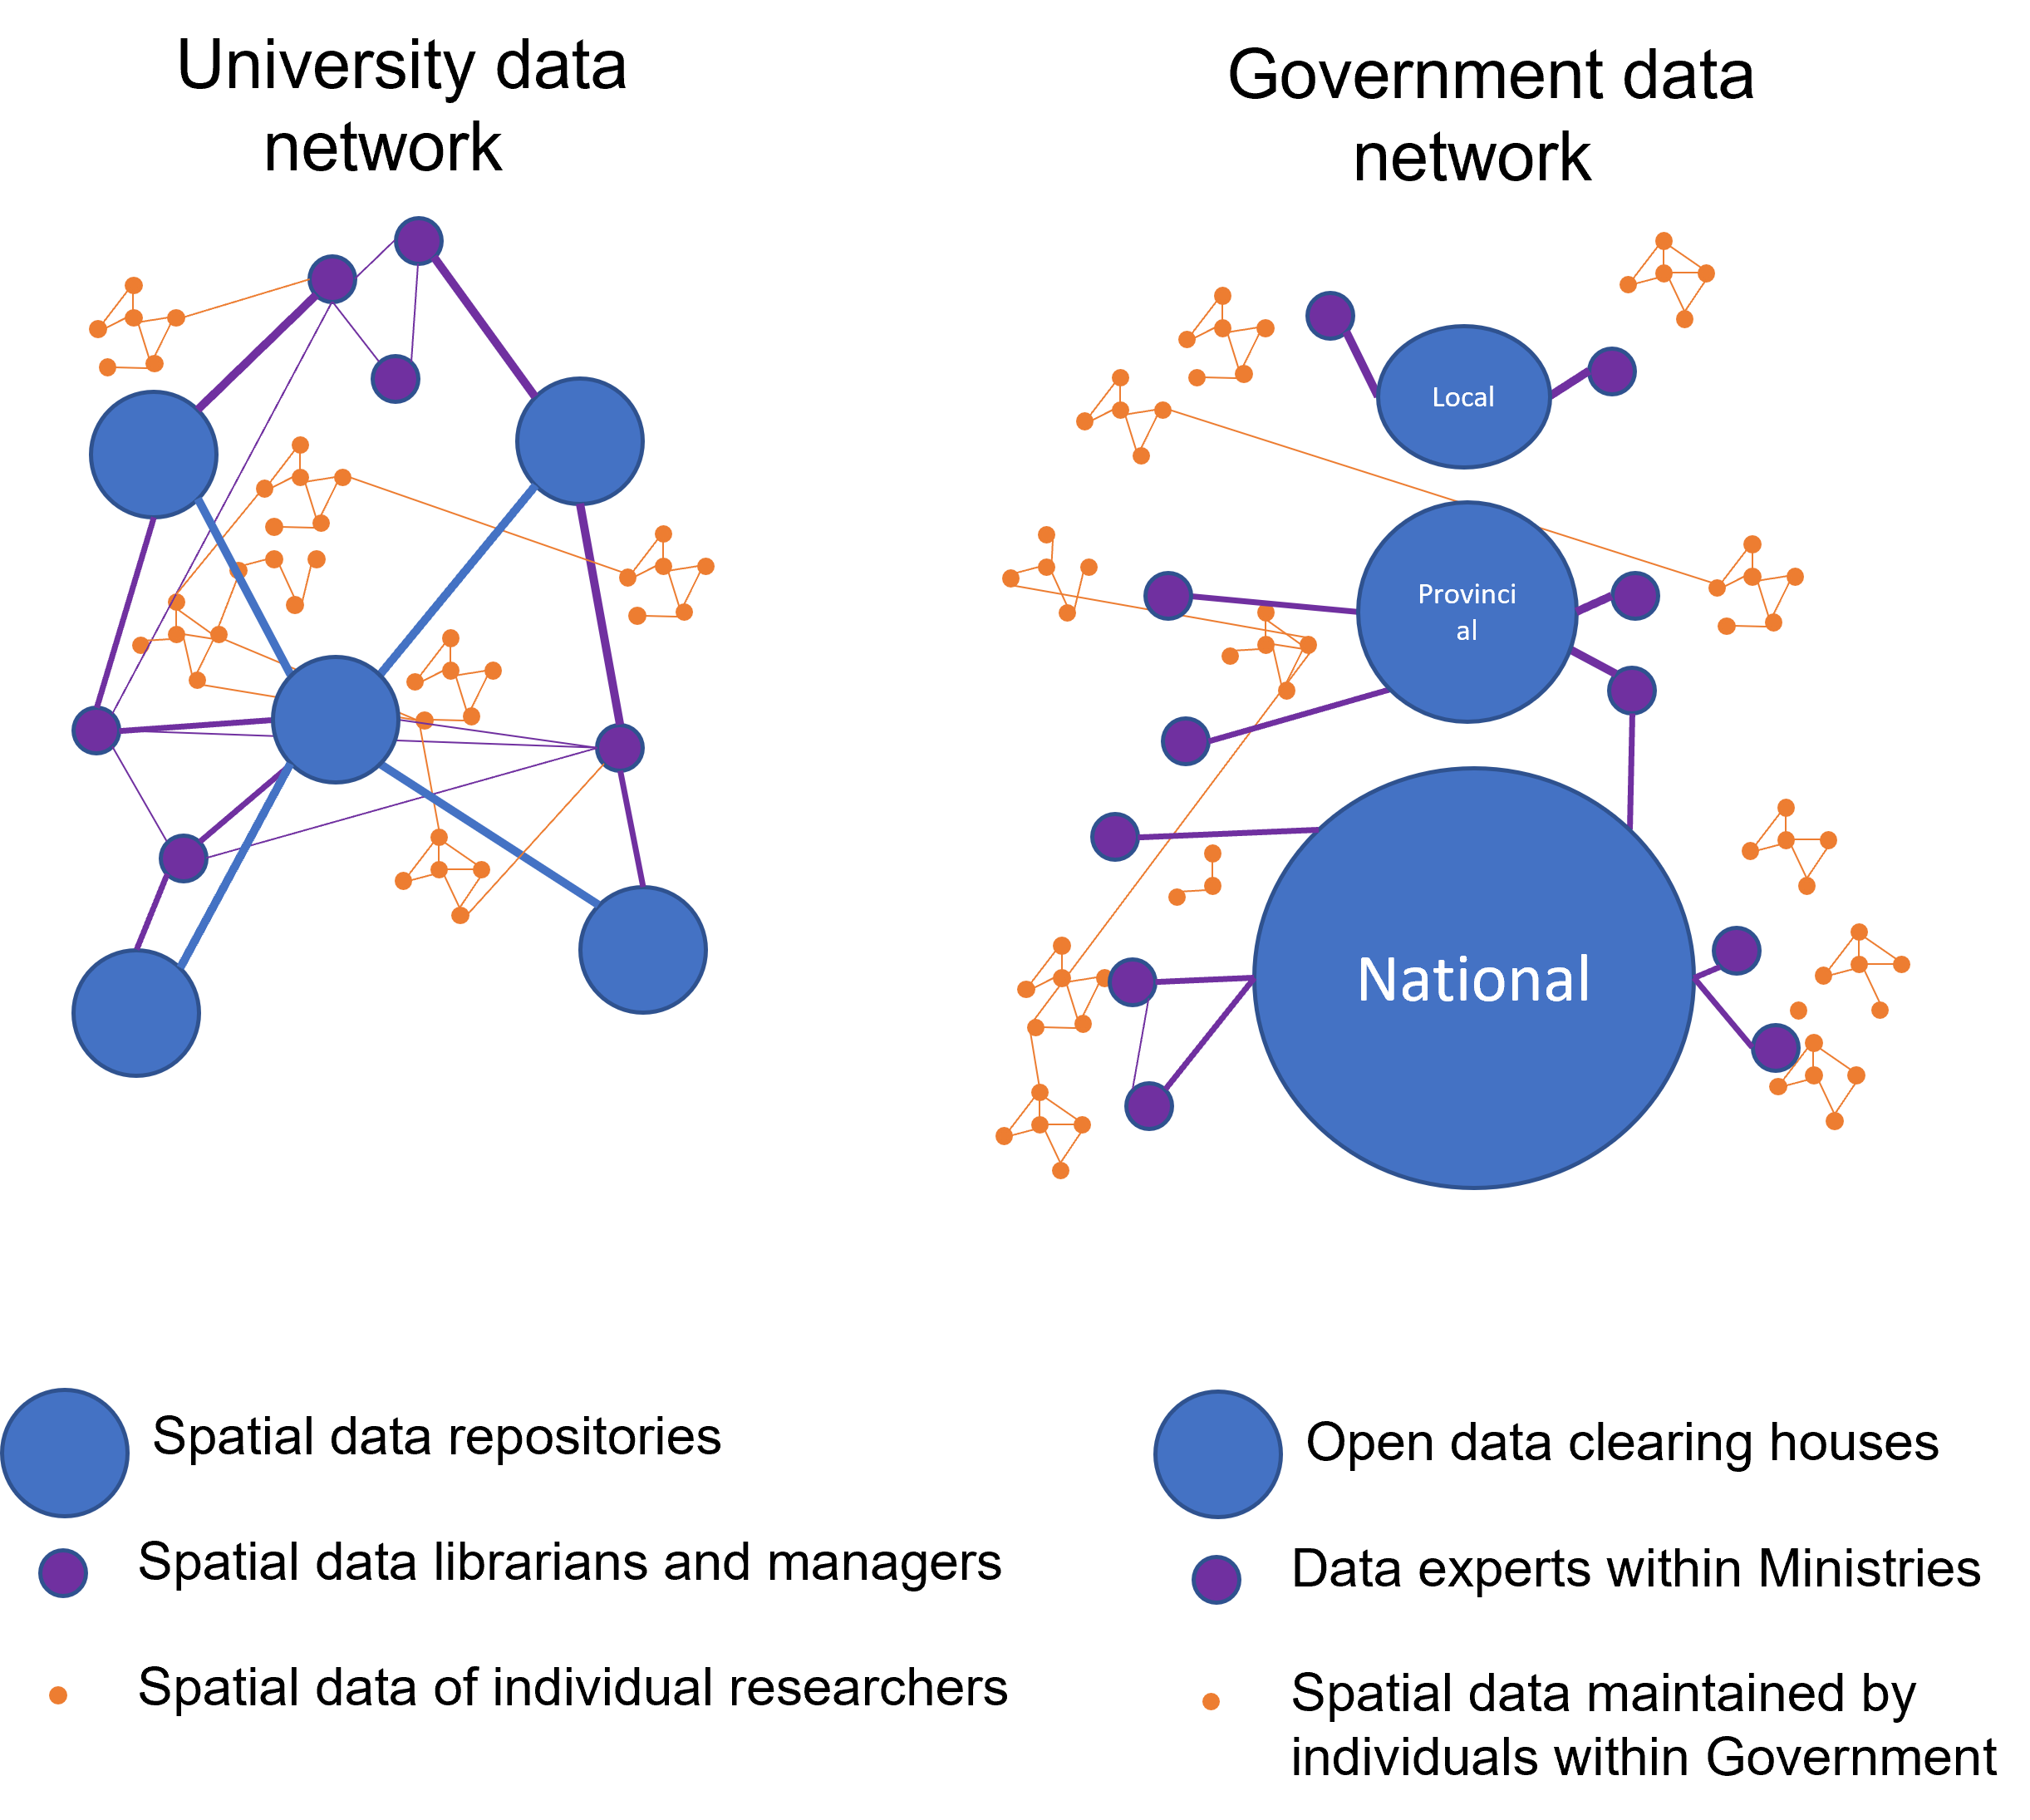 University data
network
Government data
network
Local
Provinci
al
National
Spatial data repositories
Spatial data librarians and managers
Spatial data of individual researchers
Open data clearing houses
Data experts within Ministries
Spatial data maintained by
individuals within Government